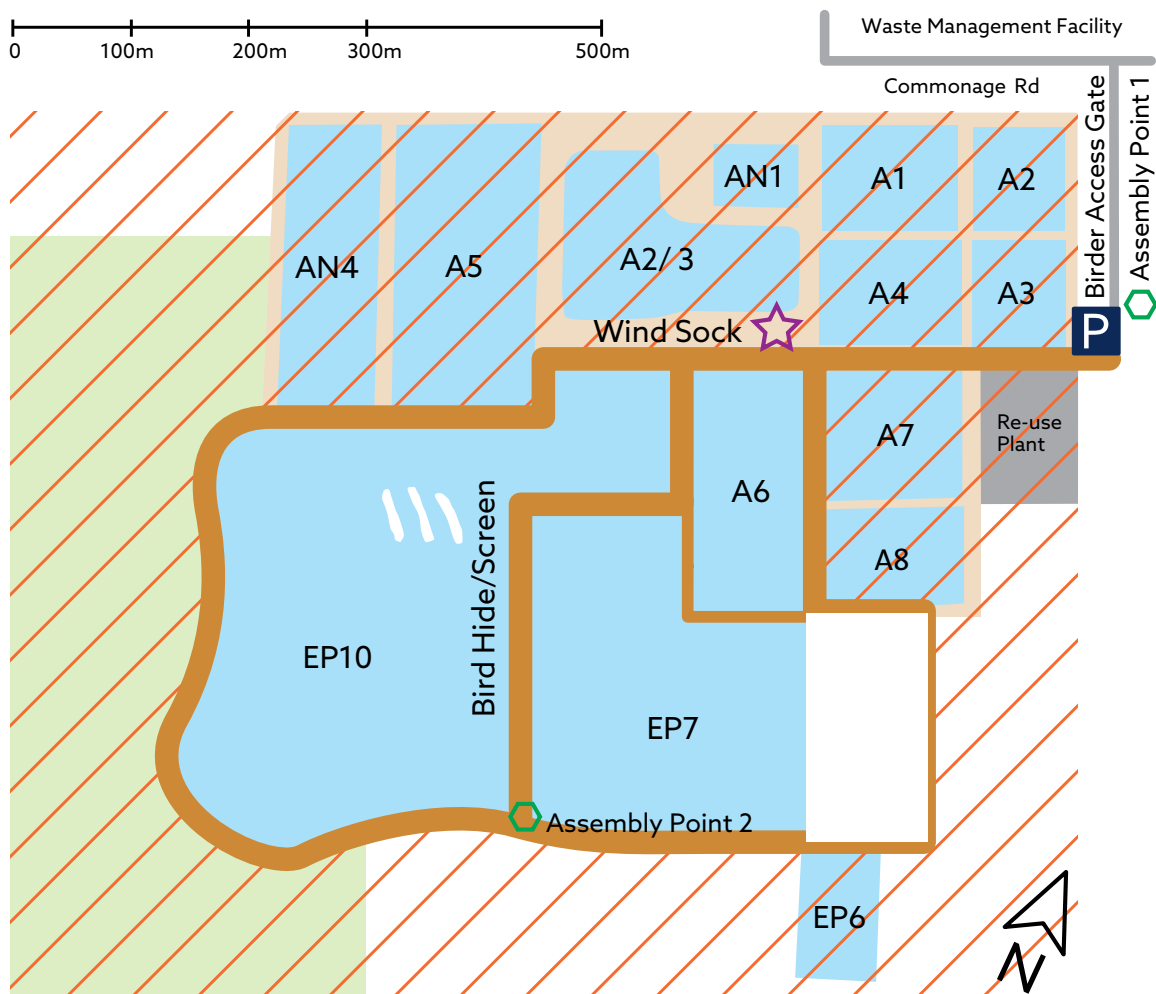 0
100m
200m
300m
500m
Waste Management Facility
Commonage Rd
Birder Access Gate
Assembly Point 1
AN1
A1
A2
AN4
A5
A2/ 3
A4
A3
Wind Sock
P
A7
Re-use
Plant
A6
A8
Bird Hide/Screen
EP10
EP7
Assembly Point 2
EP6
N